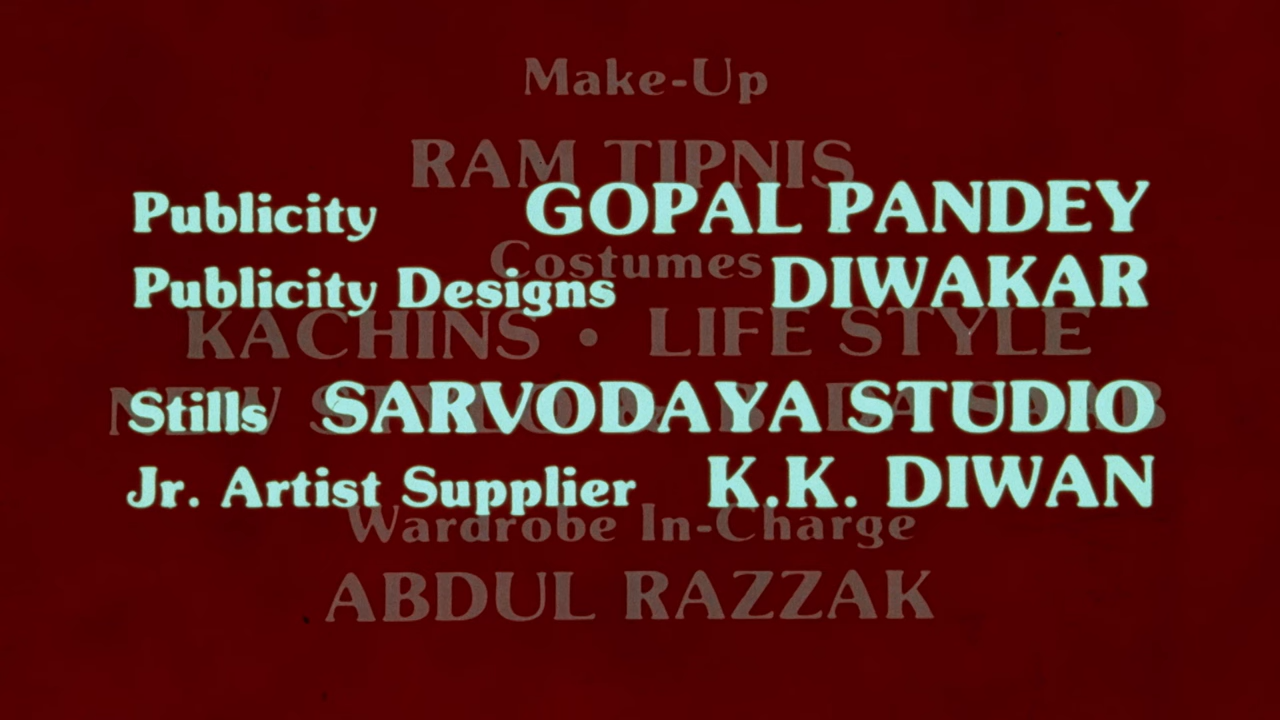 Make-Up
RAM TIPNIS
Publicity GOPAL PANDEY
Costumes
Publicity Designs DIWAKAR
KACHINS • LIFE STYLE
Stills SARVODAYA STUDIO
Jr. Artist Supplier K.K. DIWAN
Wardrobe In-Charge
ABDUL RAZZAK